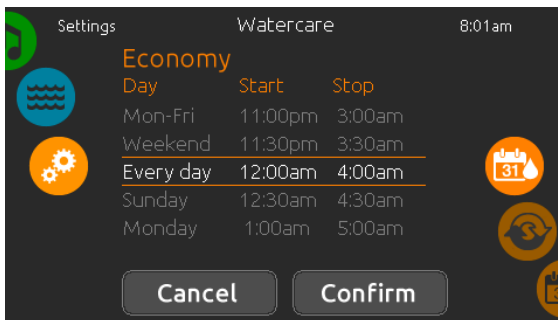 Settings Watercare 8:01am
Economy
Day Start Stop
Mon-Fri 11:00pm 3:00am
Weekend 11:30pm 3:30am
Every day 12:00am 4:00am
Sunday 12:30am 4:30am
Monday 1:00am 5:00am
31
S
Cancel Confirm